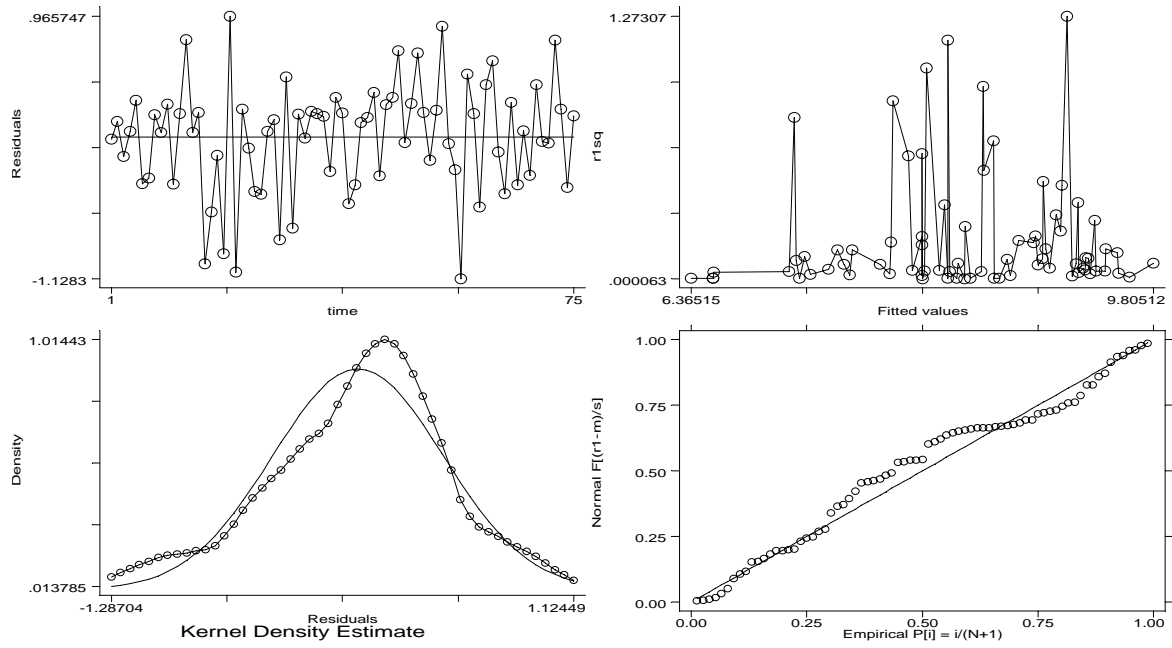 .965747
Residuals
-1.1283
1
75
time
1.27307
r1sq
.000063
6.36515
9.80512
Fitted values
1.01443
Density
.013785
-1.28704
1.12449
Residuals
Kernel Density Estimate
1.00
0.75
0.50
0.25
0.00
Normal F[(r1-m)/s]
0.00
0.25
0.50
0.75
1.00
Empirical P[i] = i/(N+1)